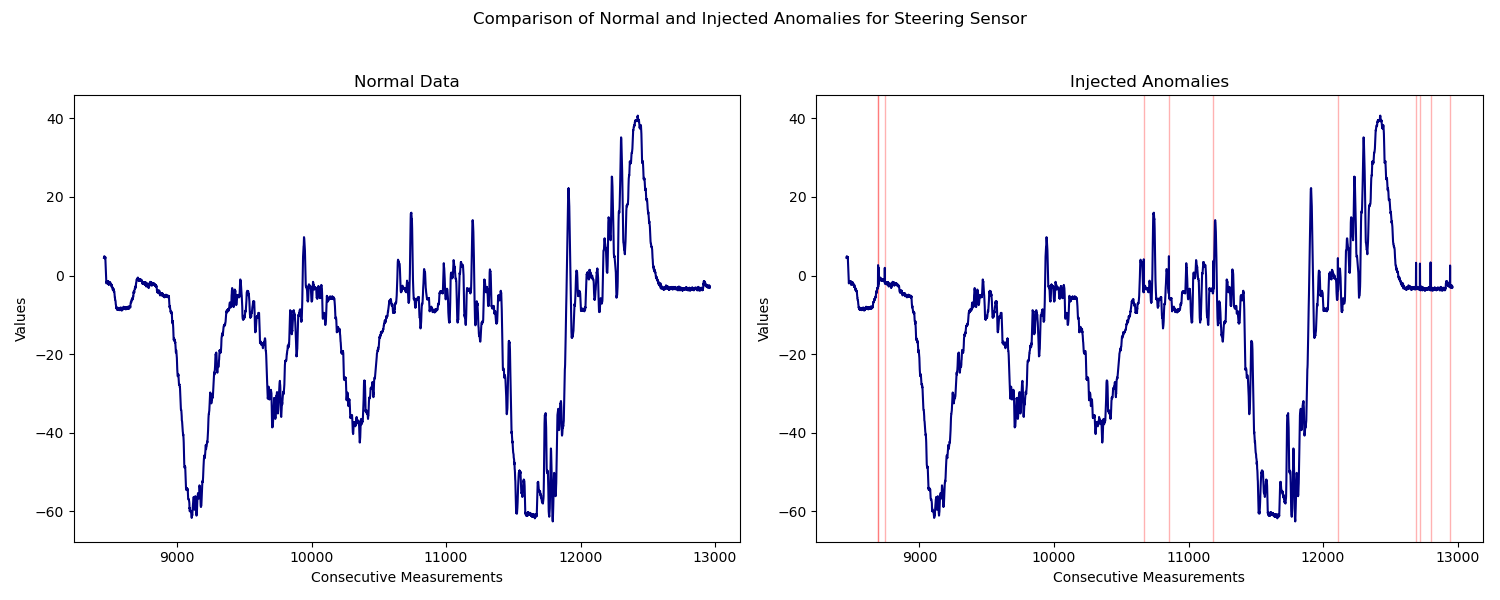 Comparison of Normal and Injected Anomalies for Steering Sensor
Normal Data
Values
40
20
0
−20
−40
−60
9000 10000 11000 12000 13000
Consecutive Measurements
Injected Anomalies
Values
40
20
0
−20
−40
−60
9000 10000 11000 12000 13000
Consecutive Measurements